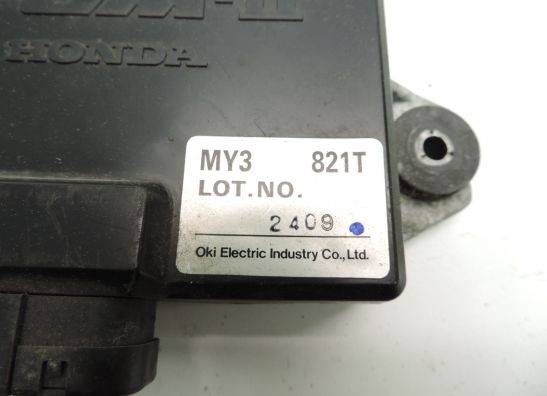 HONDA
MY3 821T
LOT.NO.
2409
Oki Electric Industry Co., Ltd.